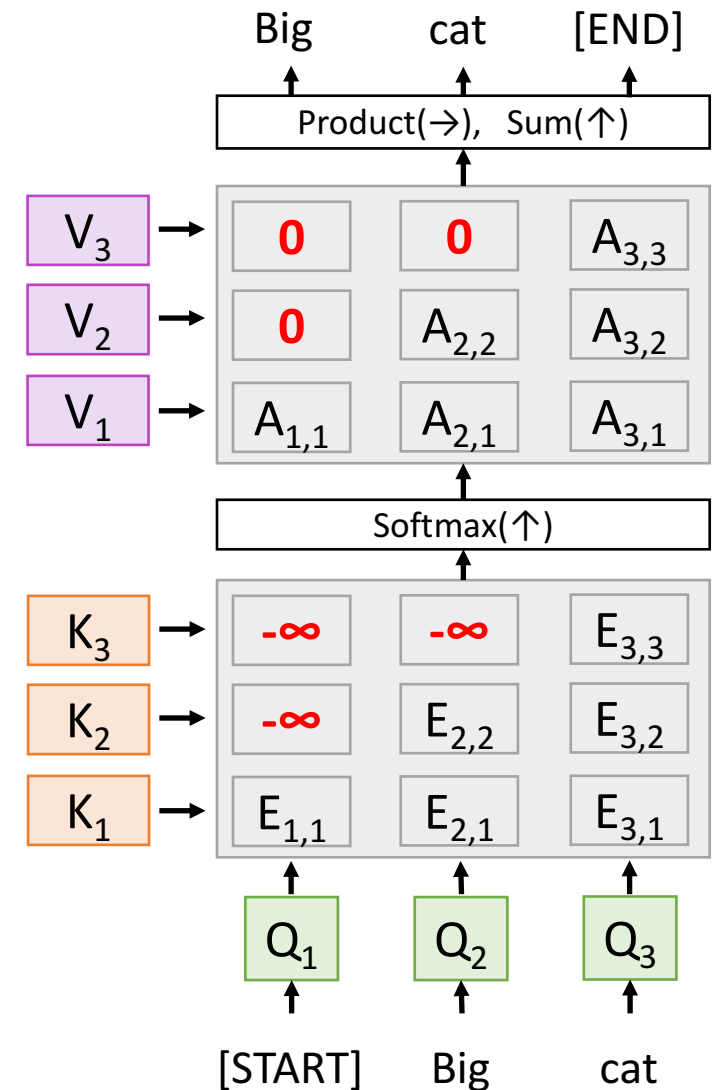 Big cat [END]
Product(→), Sum(↑)
V₃ 0 0 A₃,₃
V₂ 0 A₂,₂ A₃,₂
V₁ A₁,₁ A₂,₁ A₃,₁
Softmax(↑)
K₃ -∞ -∞ E₃,₃
K₂ -∞ E₂,₂ E₃,₂
K₁ E₁,₁ E₂,₁ E₃,₁
Q₁ Q₂ Q₃
[START] Big cat